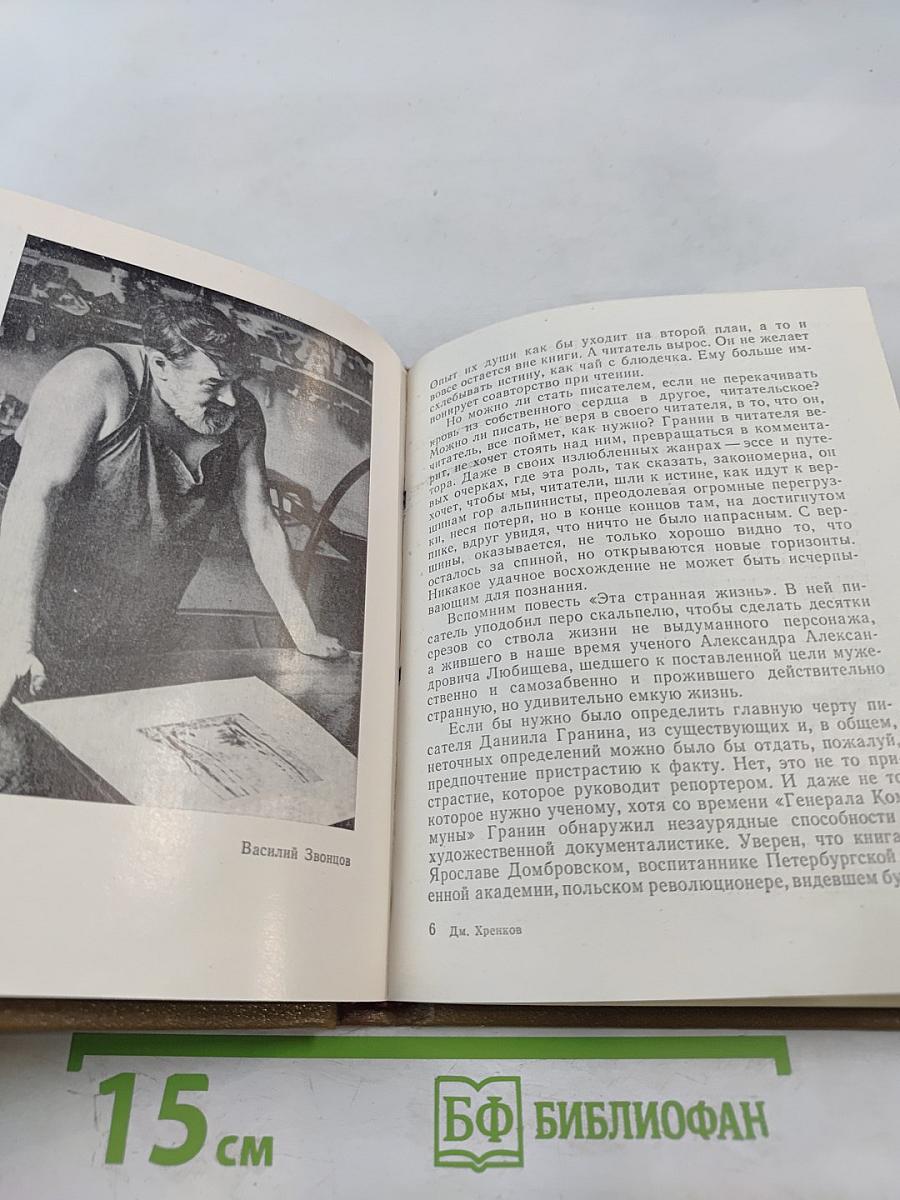 Василий Звонцов
Опыт их души как бы уходит на второй план, а то и
вовсе остается вне книги. А читатель вырос. Он не желает
схлебывать истину, как чай с блюдечка. Ему больше им-
понирует соавторство при чтении.
Но можно ли стать писателем, если не перекачивать
кровь из собственного сердца в другое, читательское?
Можно ли писать, не веря в своего читателя, в то, что он,
читатель, все поймет, как нужно? Гранин в читателя ве-
рит, не хочет стоять над ним, превращаться в коммента-
тора. Даже в своих излюбленных жанрах — эссе и путе-
вых очерках, где эта роль, так сказать, закономерна, он
хочет, чтобы мы, читатели, шли к истине, как идут к вер-
шинам гор альпинисты, преодолевая огромные перегруз-
ки, неся потери, но в конце концов там, на достигнутом
пике, вдруг увидя, что ничто не было напрасным. С вер-
шины, оказывается, не только хорошо видно то, что
осталось за спиной, но открываются новые горизонты.
Никакое удачное восхождение не может быть исчерпы-
вающим для познания.
Вспомним повесть «Эта странная жизнь». В ней пи-
сатель уподобил перо скальпелю, чтобы сделать десятки
срезов со ствола жизни не выдуманного персонажа,
а жившего в наше время ученого Александра Алексан-
дровича Любищева, шедшего к поставленной цели муже-
ственно и самозабвенно и прожившего действительно
странную, но удивительно емкую жизнь.
Если бы нужно было определить главную черту пи-
сателя Даниила Гранина, из существующих и, в общем,
неточных определений можно было бы отдать, пожалуй,
предпочтение пристрастию к факту. Нет, это не то при-
страстие, которое руководит репортером. И даже не то
которое нужно ученому, хотя со времени «Генерала Ком
муны» Гранин обнаружил незаурядные способности
художественной документалистике. Уверен, что книга
Ярославе Домбровском, воспитаннике Петербургской
енной академии, польском революционере, видевшем бу
6 Дм. Хренков
15 см
БФ БИБЛИОФАН